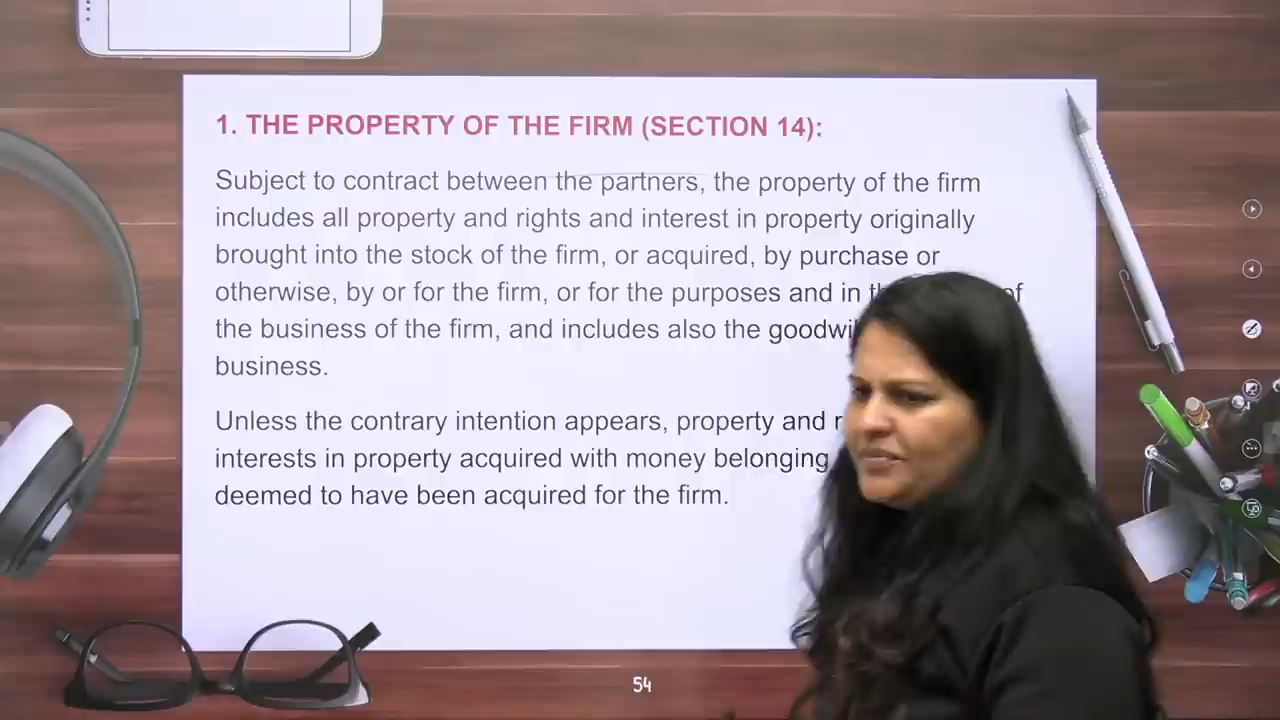 1. THE PROPERTY OF THE FIRM (SECTION 14):
Subject to contract between the partners, the property of the firm
includes all property and rights and interest in property originally
brought into the stock of the firm, or acquired, by purchase or
otherwise, by or for the firm, or for the purposes and in
the business of the firm, and includes also the
business.
Unless the contrary intention appears, property and
interests in property acquired with money belonging
deemed to have been acquired for the firm.
54